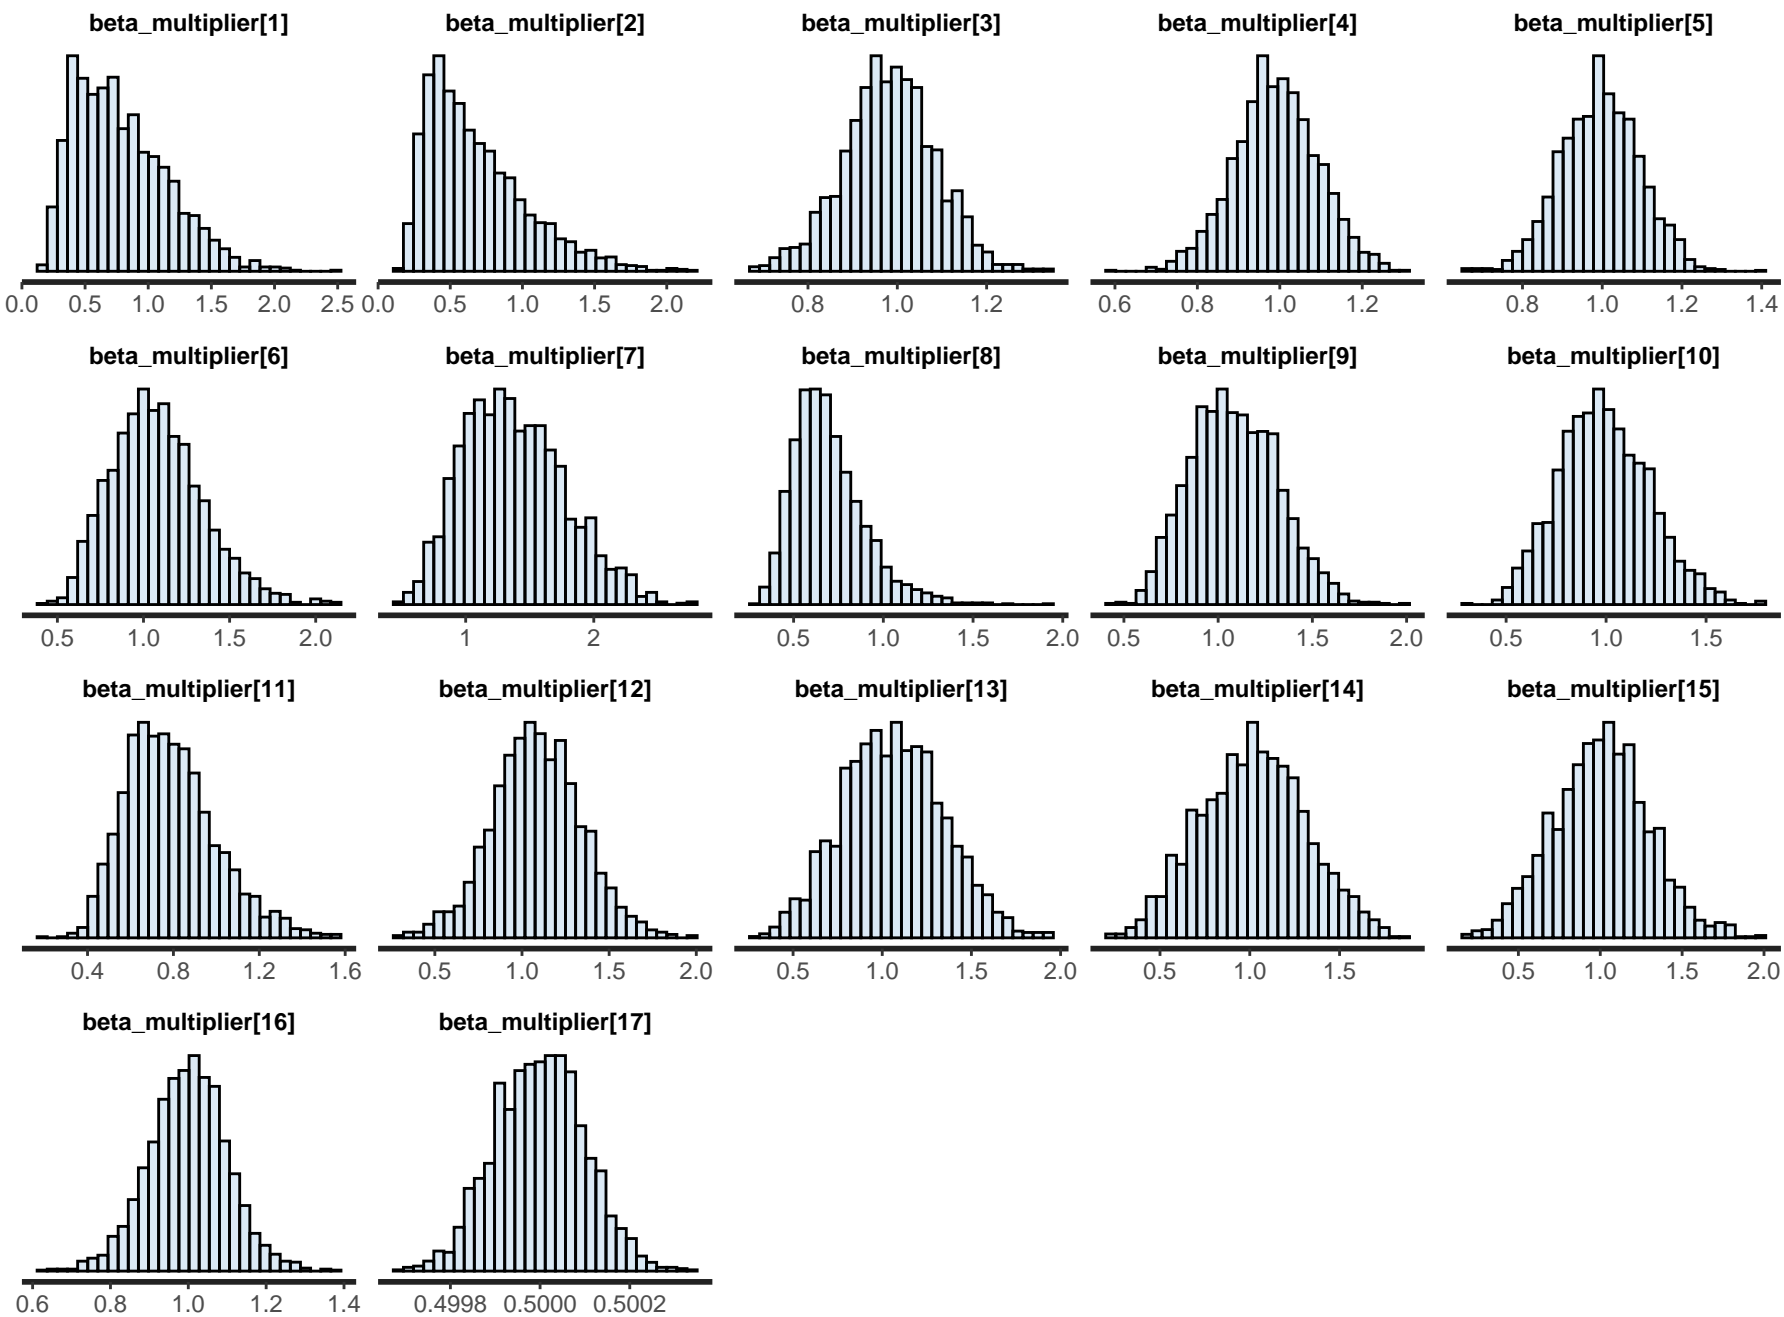 beta_multiplier[1] beta_multiplier[2] beta_multiplier[3] beta_multiplier[4] beta_multiplier[5]
0.0 0.5 1.0 1.5 2.0 2.5 0.0 0.5 1.0 1.5 2.0 0.8 1.0 1.2 0.6 0.8 1.0 1.2 0.8 1.0 1.2 1.4
beta_multiplier[6] beta_multiplier[7] beta_multiplier[8] beta_multiplier[9] beta_multiplier[10]
0.5 1.0 1.5 2.0 1 2 0.5 1.0 1.5 2.0 0.5 1.0 1.5 2.0 0.5 1.0 1.5
beta_multiplier[11] beta_multiplier[12] beta_multiplier[13] beta_multiplier[14] beta_multiplier[15]
0.4 0.8 1.2 1.6 0.5 1.0 1.5 2.0 0.5 1.0 1.5 2.0 0.5 1.0 1.5 0.5 1.0 1.5 2.0
beta_multiplier[16] beta_multiplier[17]
0.6 0.8 1.0 1.2 1.4 0.4998 0.5000 0.5002